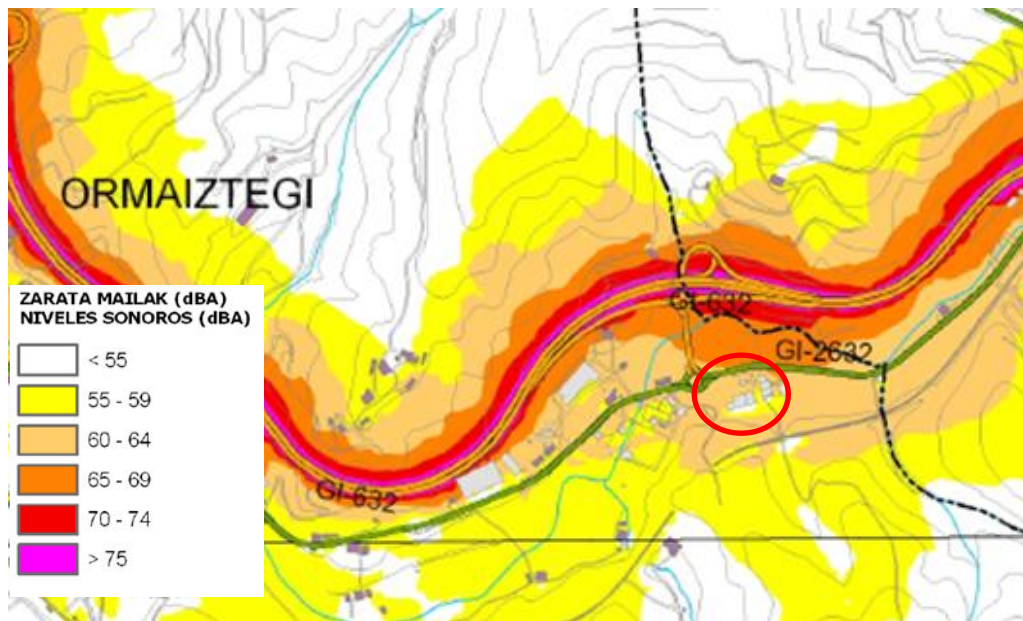 ORMAIZTEGI
ZARATA MAILAK (dBA)
NIVELES SONOROS (dBA)
< 55
55 - 59
60 - 64
65 - 69
70 - 74
> 75
GI-632
GI-2632
GI-632